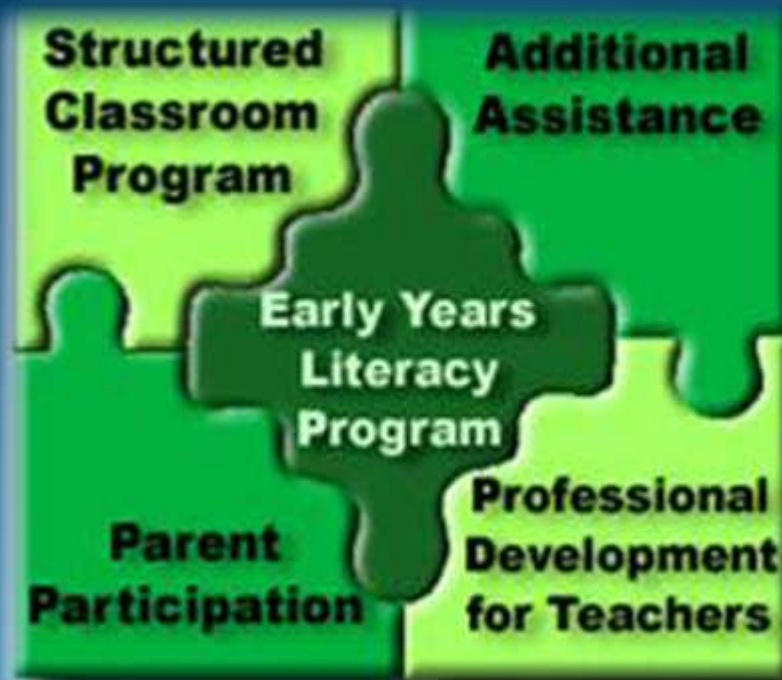 Structured
Classroom
Program
Additional
Assistance
Early Years
Literacy
Program
Parent
Participation
Professional
Development
for Teachers